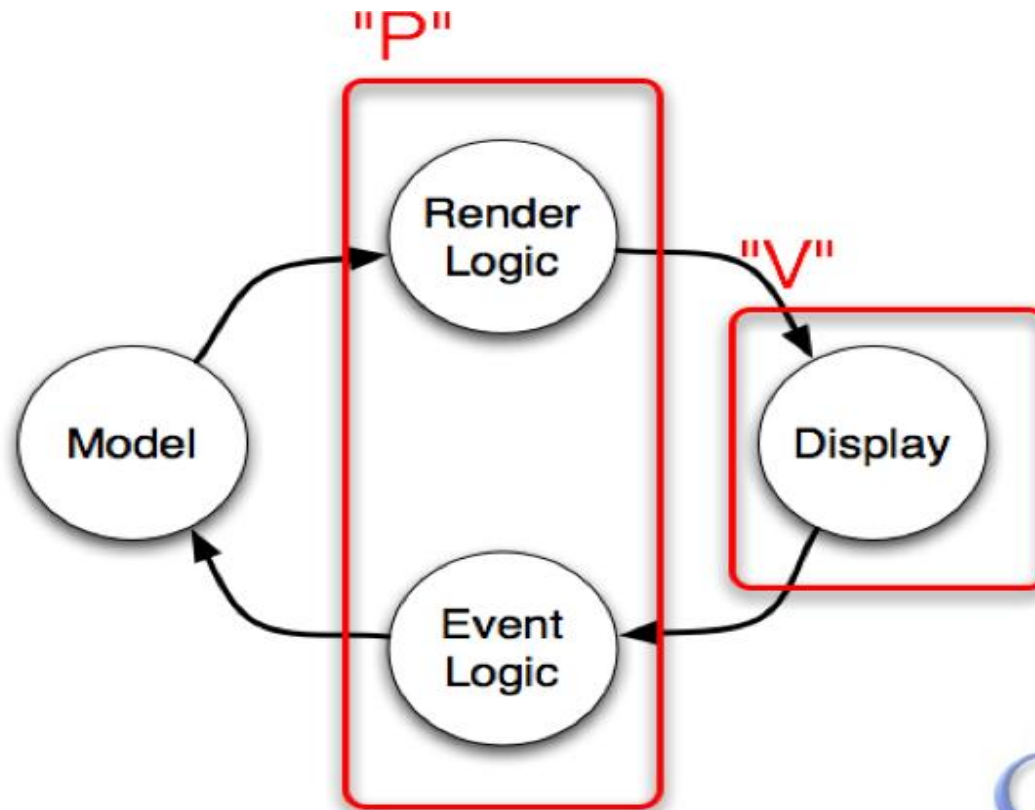 "P"
Render
Logic
"V"
Model
Display
Event
Logic